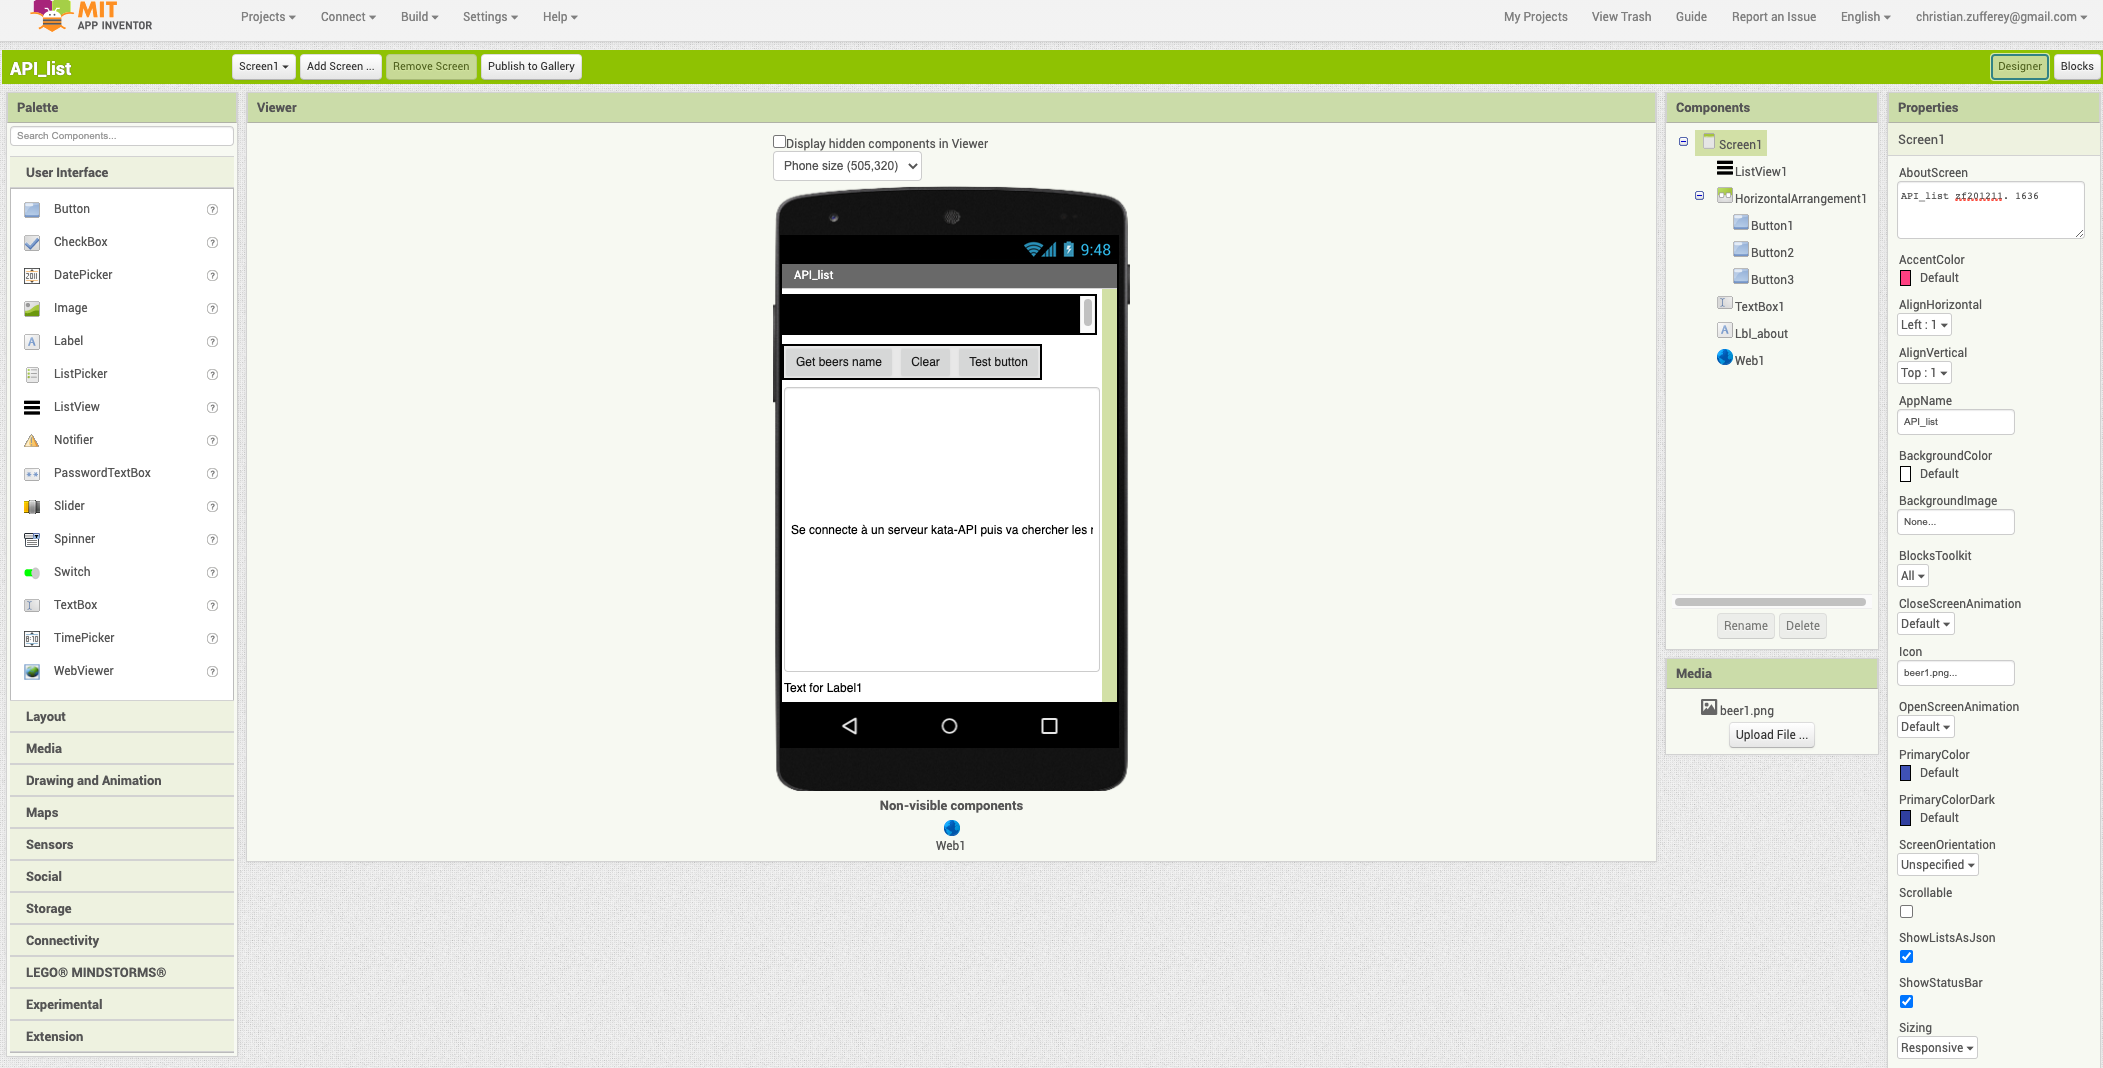 MIT
APP INVENTOR
Projects Connect Build Settings Help My Projects View Trash Guide Report an Issue English christian.zufferey@gmail.com
API_list Screen1 Add Screen ... Remove Screen Publish to Gallery Designer Blocks
Palette
Search Components...
User Interface
Button ?
CheckBox ?
DatePicker ?
Image ?
Label ?
ListPicker ?
ListView ?
Notifier ?
PasswordTextBox ?
Slider ?
Spinner ?
Switch ?
TextBox ?
TimePicker ?
WebViewer ?
Layout
Media
Drawing and Animation
Maps
Sensors
Social
Storage
Connectivity
LEGO® MINDSTORMS®
Experimental
Extension
Viewer
Display hidden components in Viewer
Phone size (505,320)
9:48
API_list
Get beers name Clear Test button
Se connecte à un serveur kata-API puis va chercher les
Text for Label1
Non-visible components
Web1
Components
Screen1
ListView1
HorizontalArrangement1
Button1
Button2
Button3
TextBox1
Lbl_about
Web1
Rename Delete
Media
beer1.png
Upload File ...
Properties
Screen1
AboutScreen
API_list zf201211. 1636
AccentColor
Default
AlignHorizontal
Left : 1
AlignVertical
Top : 1
AppName
API_list
BackgroundColor
Default
BackgroundImage
None...
BlocksToolkit
All
CloseScreenAnimation
Default
Icon
beer1.png...
OpenScreenAnimation
Default
PrimaryColor
Default
PrimaryColorDark
Default
ScreenOrientation
Unspecified
Scrollable
ShowListsAsJson
ShowStatusBar
Sizing
Responsive